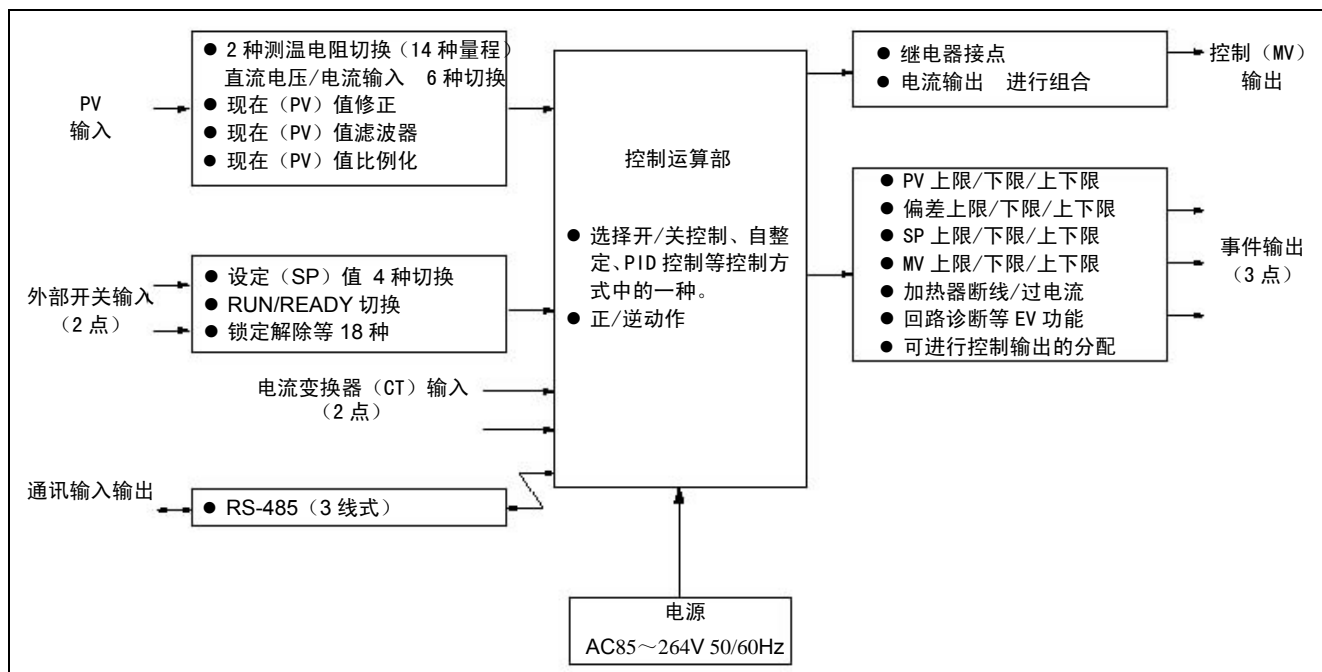 PV
输入
● 2 种测温电阻切换（14 种量程）
直流电压/电流输入 6 种切换
● 现在（PV）值修正
● 现在（PV）值滤波器
● 现在（PV）值比例化
外部开关输入
（2 点）
● 设定（SP）值 4 种切换
● RUN/READY 切换
● 锁定解除等 18 种
电流变换器（CT）输入
（2 点）
通讯输入输出
● RS-485（3 线式）
控制运算部
● 选择开/关控制、自整
定、PID 控制等控制方
式中的一种。
● 正/逆动作
电源
AC85～264V 50/60Hz
● 继电器接点
● 电流输出 进行组合
控制（MV）
输出
● PV 上限/下限/上下限
● 偏差上限/下限/上下限
● SP 上限/下限/上下限
● MV 上限/下限/上下限
● 加热器断线/过电流
● 回路诊断等 EV 功能
● 可进行控制输出的分配
事件输出
（3 点）